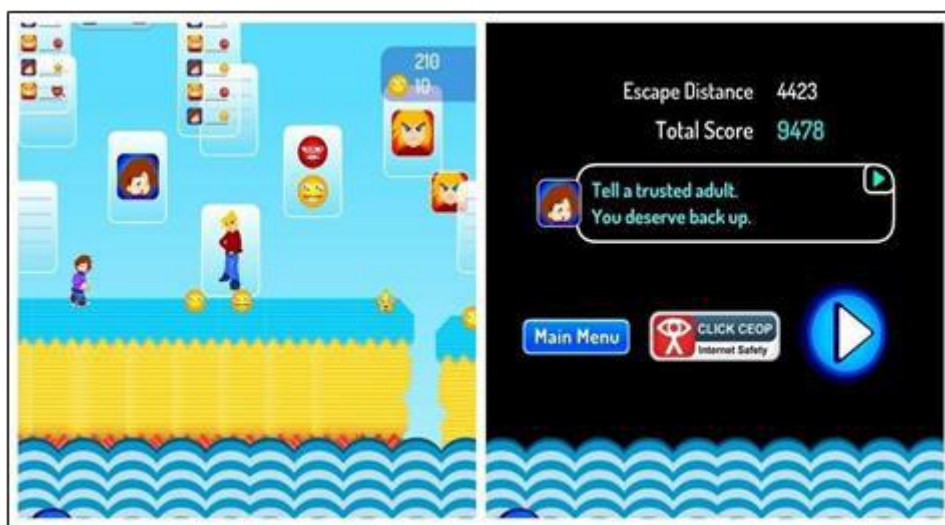 210
10
Escape Distance 4423
Total Score 9478
Tell a trusted adult.
You deserve back up.
Main Menu
CLICK CEOP
Internet Safety